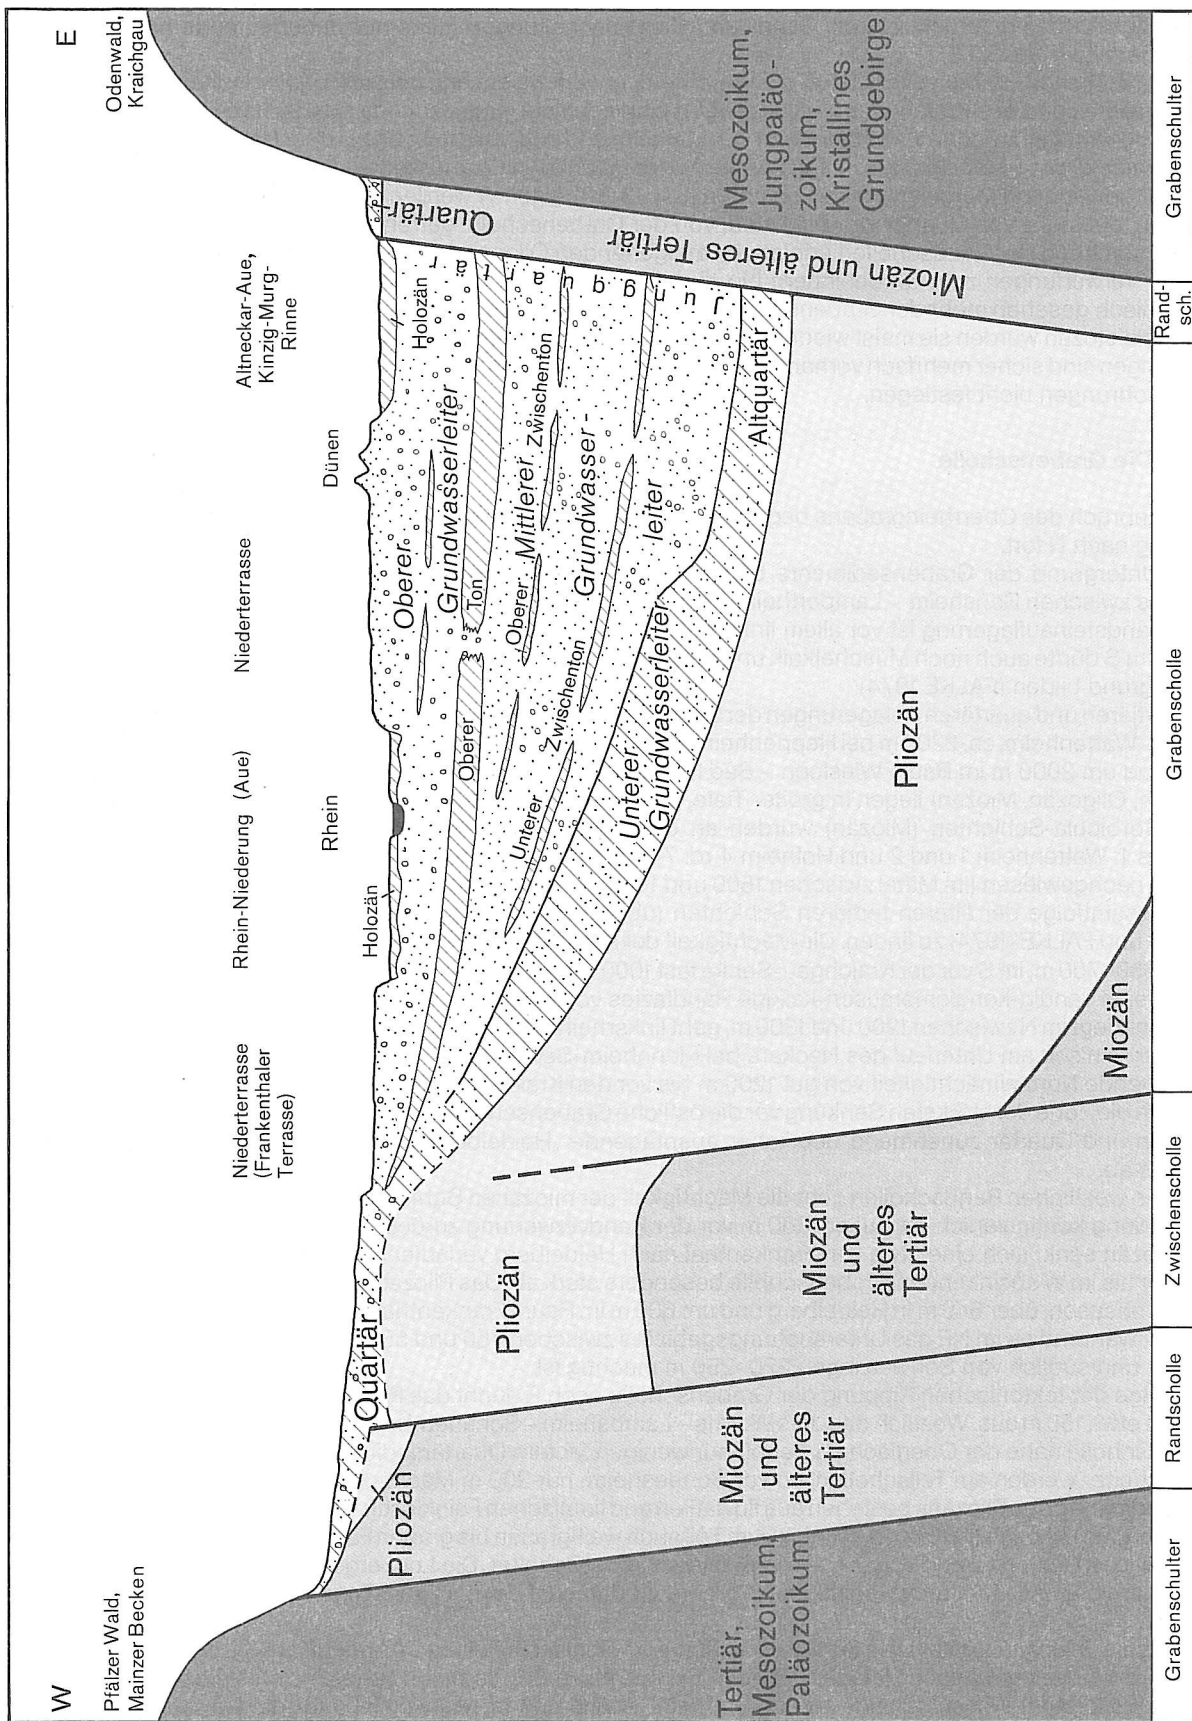 W
E
Pfälzer Wald,
Mainzer Becken
Niederterrasse
(Frankenthaler
Terrasse)
Rhein-Niederung (Aue)
Rhein
Niederterrasse
Dünen
Altneckar-Aue,
Kinzig-Murg-
Rinne
Odenwald,
Kraichgau
Holozän
Holozän
Quartär
Quartär
Oberer
Grundwasserleiter
Oberer
Ton
Mittlerer
Grundwasser-
leiter
Oberer
Zwischenton
Unterer
Zwischenton
Unterer
Grundwasserleiter
Jungquartär
Altquartär
Pliozän
Pliozän
Pliozän
Miozän
Miozän
und
älteres
Tertiär
Miozän
und
älteres
Tertiär
Miozän und älteres Tertiär
Tertiär,
Mesozoikum,
Paläozoikum
Mesozoikum,
Jungpaläo-
zoikum,
Kristallines
Grundgebirge
Grabenschulter
Randscholle
Zwischenscholle
Grabenscholle
Rand-
sch.
Grabenschulter